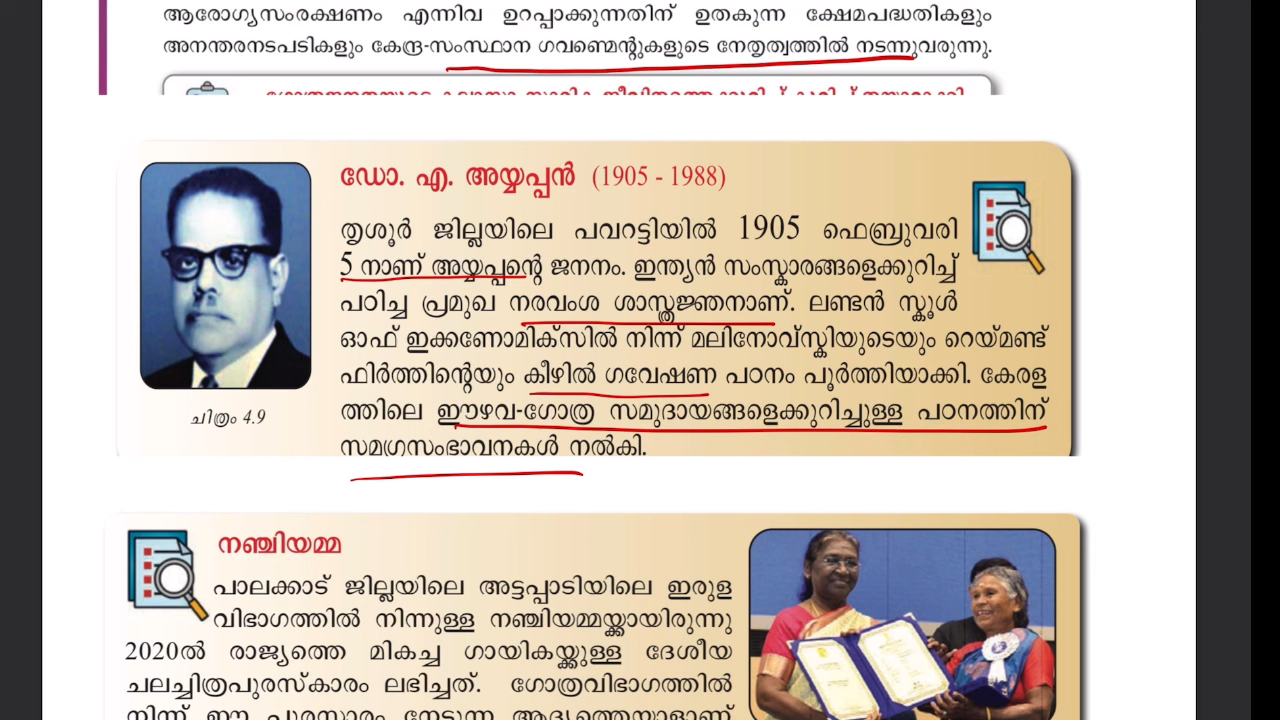 ആരോഗ്യസംരക്ഷണം എന്നിവ ഉറപ്പാക്കുന്നതിന് ഉതകുന്ന ക്ഷേമപദ്ധതികളും
അനന്തരനടപടികളും കേന്ദ്ര-സംസ്ഥാന ഗവണ്മെന്റുകളുടെ നേതൃത്വത്തിൽ നടന്നുവരുന്നു.
ഡോ. എ. അയ്യപ്പൻ (1905 - 1988)
തൃശൂർ ജില്ലയിലെ പവറട്ടിയിൽ 1905 ഫെബ്രുവരി
5 നാണ് അയ്യപ്പന്റെ ജനനം. ഇന്ത്യൻ സംസ്കാരങ്ങളെക്കുറിച്ച്
പഠിച്ച പ്രമുഖ നരവംശ ശാസ്ത്രജ്ഞനാണ്. ലണ്ടൻ സ്കൂൾ
ഓഫ് ഇക്കണോമിക്സിൽ നിന്ന് മലിനോവ്സ്കിയുടെയും റെയ്മണ്ട്
ഫിർത്തിന്റെയും കീഴിൽ ഗവേഷണ പഠനം പൂർത്തിയാക്കി. കേരള
ത്തിലെ ഈഴവ-ഗോത്ര സമുദായങ്ങളെക്കുറിച്ചുള്ള പഠനത്തിന്
സമഗ്രസംഭാവനകൾ നൽകി.
ചിത്രം 4.9
നഞ്ചിയമ്മ
പാലക്കാട് ജില്ലയിലെ അട്ടപ്പാടിയിലെ ഇരുള
വിഭാഗത്തിൽ നിന്നുള്ള നഞ്ചിയമ്മയ്ക്കായിരുന്നു
2020ൽ രാജ്യത്തെ മികച്ച ഗായികയ്ക്കുള്ള ദേശീയ
ചലച്ചിത്രപുരസ്കാരം ലഭിച്ചത്. ഗോത്രവിഭാഗത്തിൽ
നിന്ന് ഈ പുരസ്കാരം നേടുന്ന ആദ്യത്തെയാളാണ്